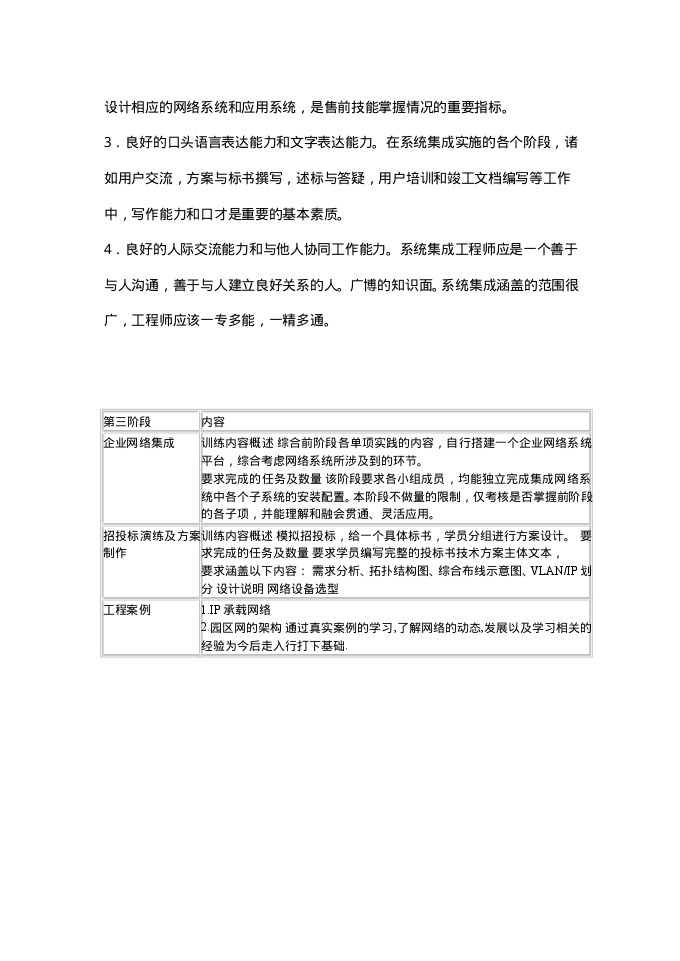 设计相应的网络系统和应用系统，是售前技能掌握情况的重要指标。
3．良好的口头语言表达能力和文字表达能力。在系统集成实施的各个阶段，诸
如用户交流，方案与标书撰写，述标与答疑，用户培训和竣工文档编写等工作
中，写作能力和口才是重要的基本素质。
4．良好的人际交流能力和与他人协同工作能力。系统集成工程师应是一个善于
与人沟通，善于与人建立良好关系的人。广博的知识面。系统集成涵盖的范围很
广，工程师应该一专多能，一精多通。
第三阶段 内容
企业网络集成
训练内容概述 综合前阶段各单项实践的内容，自行搭建一个企业网络系统
平台，综合考虑网络系统所涉及到的环节。
要求完成的任务及数量 该阶段要求各小组成员，均能独立完成集成网络系
统中各个子系统的安装配置。本阶段不做量的限制，仅考核是否掌握前阶段
的各子项，并能理解和融会贯通、灵活应用。
招投标演练及方案
制作
训练内容概述 模拟招投标，给一个具体标书，学员分组进行方案设计。 要
求完成的任务及数量 要求学员编写完整的投标书技术方案主体文本，
要求涵盖以下内容： 需求分析、拓扑结构图、综合布线示意图、VLAN/IP 划
分 设计说明 网络设备选型
工程案例
1.IP 承载网络
2.园区网的架构 通过真实案例的学习,了解网络的动态,发展以及学习相关的
经验为今后走入行打下基础.